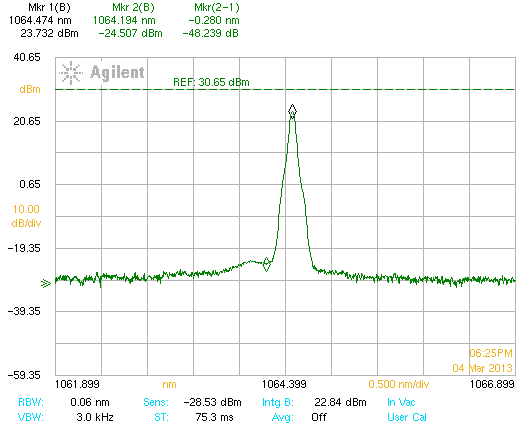 Mkr 1(B) Mkr 2(B) Mkr(2-1)
1064.474 nm 1064.194 nm -0.280 nm
23.732 dBm -24.507 dBm -48.239 dB
40.65
Agilent
REF: 30.65 dBm
dBm
20.65
0.65
10.00
dB/div
-19.35
-39.35
06:25PM
04 Mar 2013
-59.35
1061.899 nm 1064.399 0.500 nm/div 1066.899
RBW: 0.06 nm Sens: -28.53 dBm Intg B: 22.84 dBm In Vac
VBW: 3.0 kHz ST: 75.3 ms Avg: Off User Cal